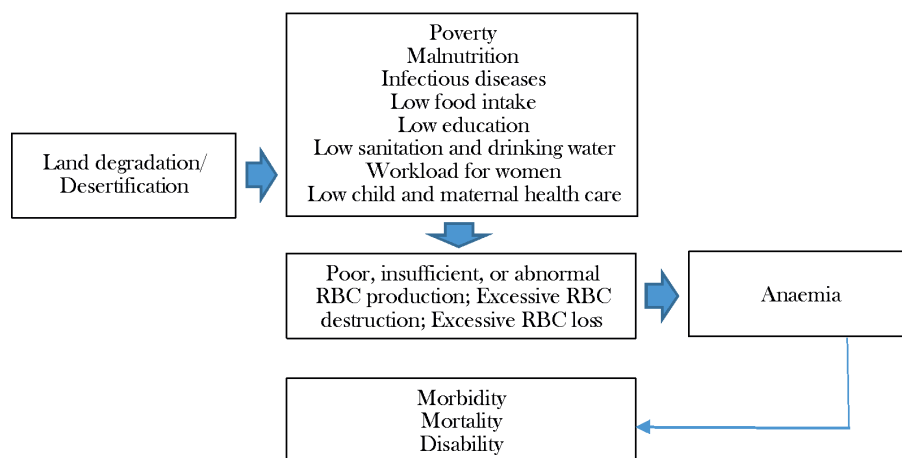 Land degradation/
Desertification
Poverty
Malnutrition
Infectious diseases
Low food intake
Low education
Low sanitation and drinking water
Workload for women
Low child and maternal health care
Poor, insufficient, or abnormal
RBC production; Excessive RBC
destruction; Excessive RBC loss
Anaemia
Morbidity
Mortality
Disability